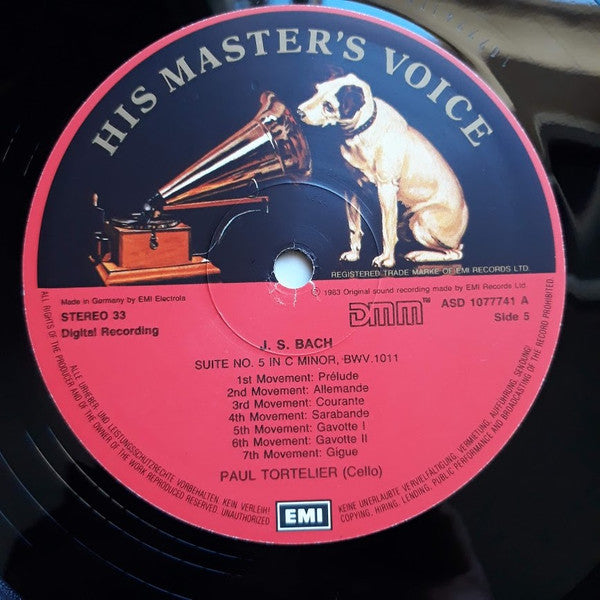 HIS MASTER'S VOICE
REGISTERED TRADE MARKE OF EMI RECORDS LTD.
℗ 1983 Original sound recording made by EMI Records Ltd.
Made in Germany by EMI Electrola
STEREO 33
Digital Recording
DMM™
ASD 1077741 A
Side 5
J. S. BACH
SUITE NO. 5 IN C MINOR, BWV.1011
1st Movement: Prélude
2nd Movement: Allemande
3rd Movement: Courante
4th Movement: Sarabande
5th Movement: Gavotte I
6th Movement: Gavotte II
7th Movement: Gigue
PAUL TORTELIER (Cello)
EMI
ALLE URHEBER- UND LEISTUNGSSCHUTZRECHTE VORBEHALTEN. KEIN VERLEIH! KEINE UNERLAUBTE VERVIELFÄLTIGUNG, VERMIETUNG, AUFFÜHRUNG, SENDUNG!
ALL RIGHTS OF THE PRODUCER AND OF THE OWNER OF THE WORK REPRODUCED RESERVED. UNAUTHORIZED COPYING, HIRING, LENDING, PUBLIC PERFORMANCE AND BROADCASTING OF THE RECORD PROHIBITED.